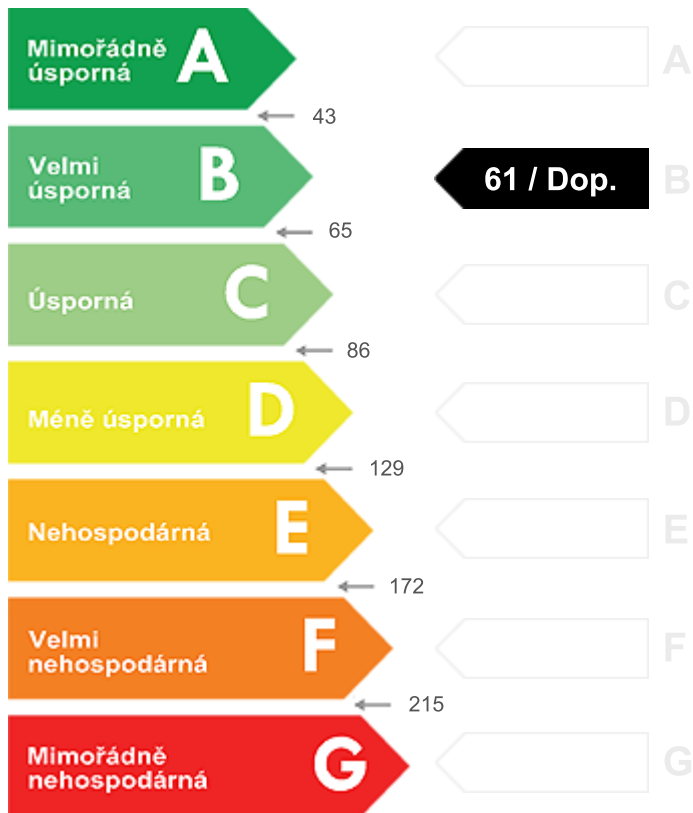 Mimořádně
úsporná
A
A
43
Velmi
úsporná
B
61 / Dop.
B
65
Úsporná
C
C
86
Méně úsporná
D
D
129
Nehospodárná
E
E
172
Velmi
nehospodárná
F
F
215
Mimořádně
nehospodárná
G
G